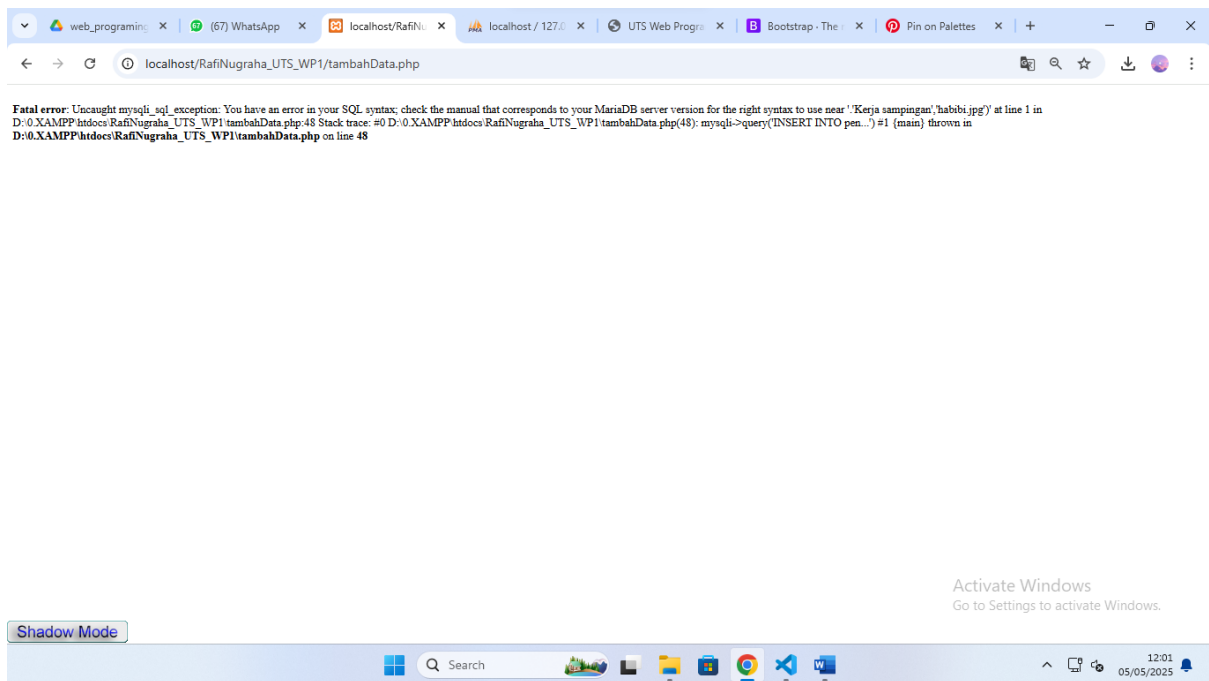 web_programing
(67) WhatsApp
localhost/RafiNu
localhost / 127.0
UTS Web Progra
Bootstrap · The
Pin on Palettes
localhost/RafiNugraha_UTS_WP1/tambahData.php
Fatal error: Uncaught mysqli_sql_exception: You have an error in your SQL syntax; check the manual that corresponds to your MariaDB server version for the right syntax to use near '.'Kerja sampingan','habibi.jpg')' at line 1 in
D:\0.XAMPP\htdocs\RafiNugraha_UTS_WP1\tambahData.php:48 Stack trace: #0 D:\0.XAMPP\htdocs\RafiNugraha_UTS_WP1\tambahData.php(48): mysqli->query('INSERT INTO pen...') #1 {main} thrown in
D:\0.XAMPP\htdocs\RafiNugraha_UTS_WP1\tambahData.php on line 48
Activate Windows
Go to Settings to activate Windows.
Shadow Mode
Search
12:01
05/05/2025